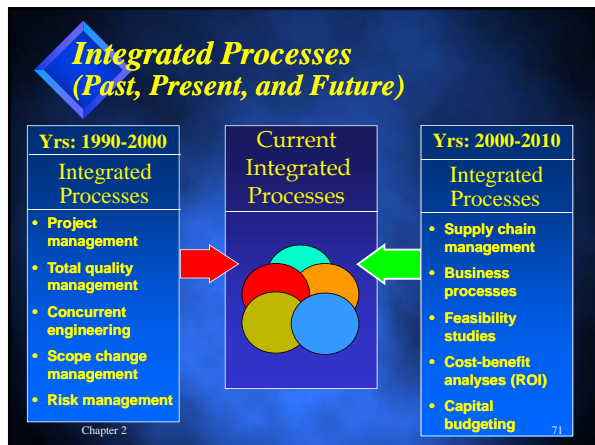 Integrated Processes
(Past, Present, and Future)
Yrs: 1990-2000
Integrated
Processes
• Project
management
• Total quality
management
• Concurrent
engineering
• Scope change
management
• Risk management
Current
Integrated
Processes
Yrs: 2000-2010
Integrated
Processes
• Supply chain
management
• Business
processes
• Feasibility
studies
• Cost-benefit
analyses (ROI)
• Capital
budgeting
Chapter 2
71